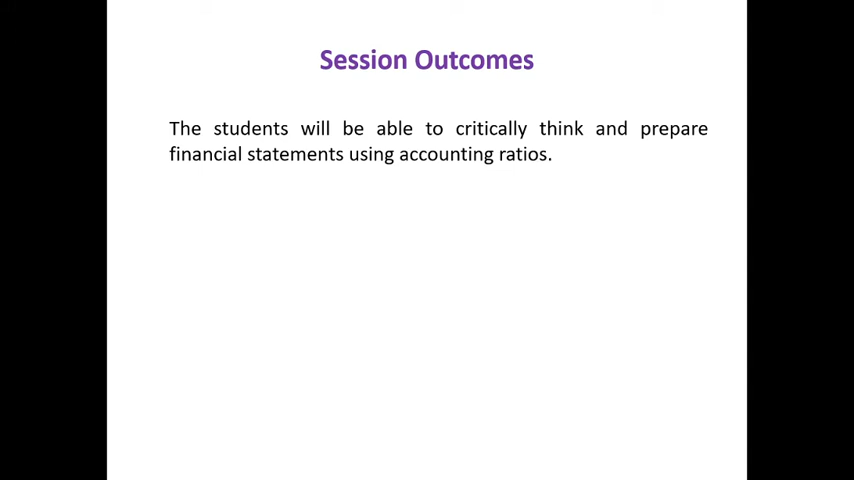 Session Outcomes
The students will be able to critically think and prepare
financial statements using accounting ratios.